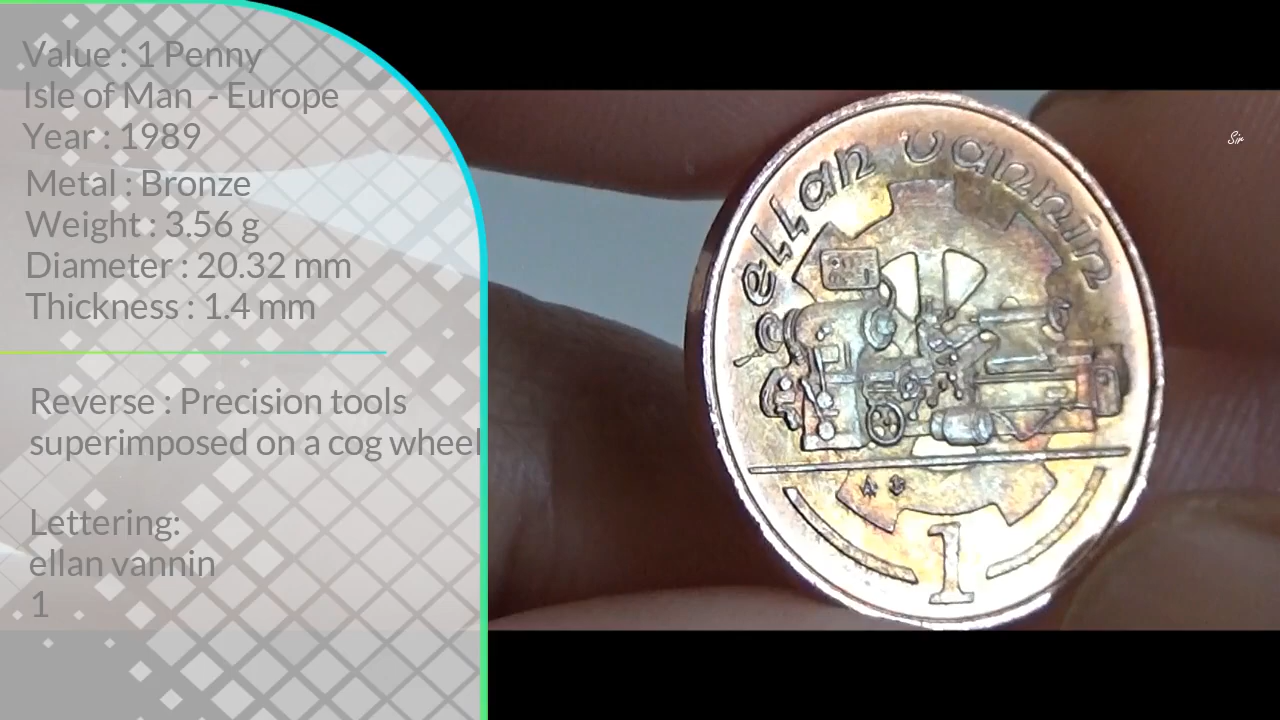 Value : 1 Penny
Isle of Man - Europe
Year : 1989
Metal : Bronze
Weight : 3.56 g
Diameter : 20.32 mm
Thickness : 1.4 mm
Reverse : Precision tools
superimposed on a cog wheel
Lettering:
ellan vannin
1
ellan vannin
1
Sir